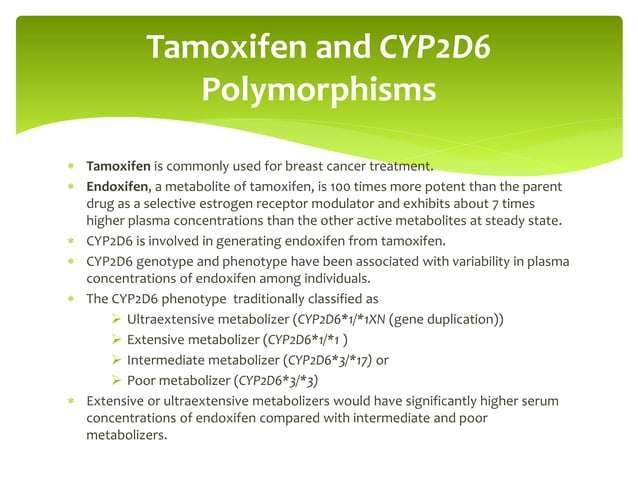 Tamoxifen and CYP2D6
Polymorphisms
Tamoxifen is commonly used for breast cancer treatment.
Endoxifen, a metabolite of tamoxifen, is 100 times more potent than the parent
drug as a selective estrogen receptor modulator and exhibits about 7 times
higher plasma concentrations than the other active metabolites at steady state.
CYP2D6 is involved in generating endoxifen from tamoxifen.
CYP2D6 genotype and phenotype have been associated with variability in plasma
concentrations of endoxifen among individuals.
The CYP2D6 phenotype traditionally classified as
Ultraextensive metabolizer (CYP2D6*1/*1XN (gene duplication))
Extensive metabolizer (CYP2D6*1/*1 )
Intermediate metabolizer (CYP2D6*3/*17) or
Poor metabolizer (CYP2D6*3/*3)
Extensive or ultraextensive metabolizers would have significantly higher serum
concentrations of endoxifen compared with intermediate and poor
metabolizers.